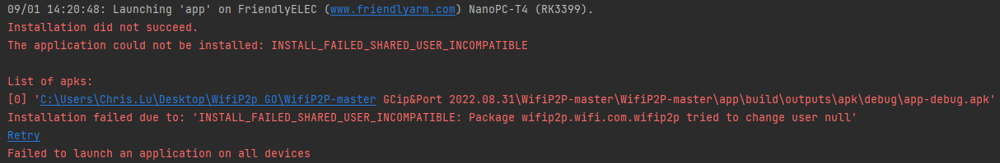 09/01 14:20:48: Launching 'app' on FriendlyELEC (www.friendlyarm.com) NanoPC-T4 (RK3399).
Installation did not succeed.
The application could not be installed: INSTALL_FAILED_SHARED_USER_INCOMPATIBLE
List of apks:
[0] 'C:\Users\Chris.Lu\Desktop\WifiP2p GO\WifiP2P-master GCip&Port 2022.08.31\WifiP2P-master\WifiP2P-master\app\build\outputs\apk\debug\app-debug.apk'
Installation failed due to: 'INSTALL_FAILED_SHARED_USER_INCOMPATIBLE: Package wifip2p.wifi.com.wifip2p tried to change user null'
Retry
Failed to launch an application on all devices